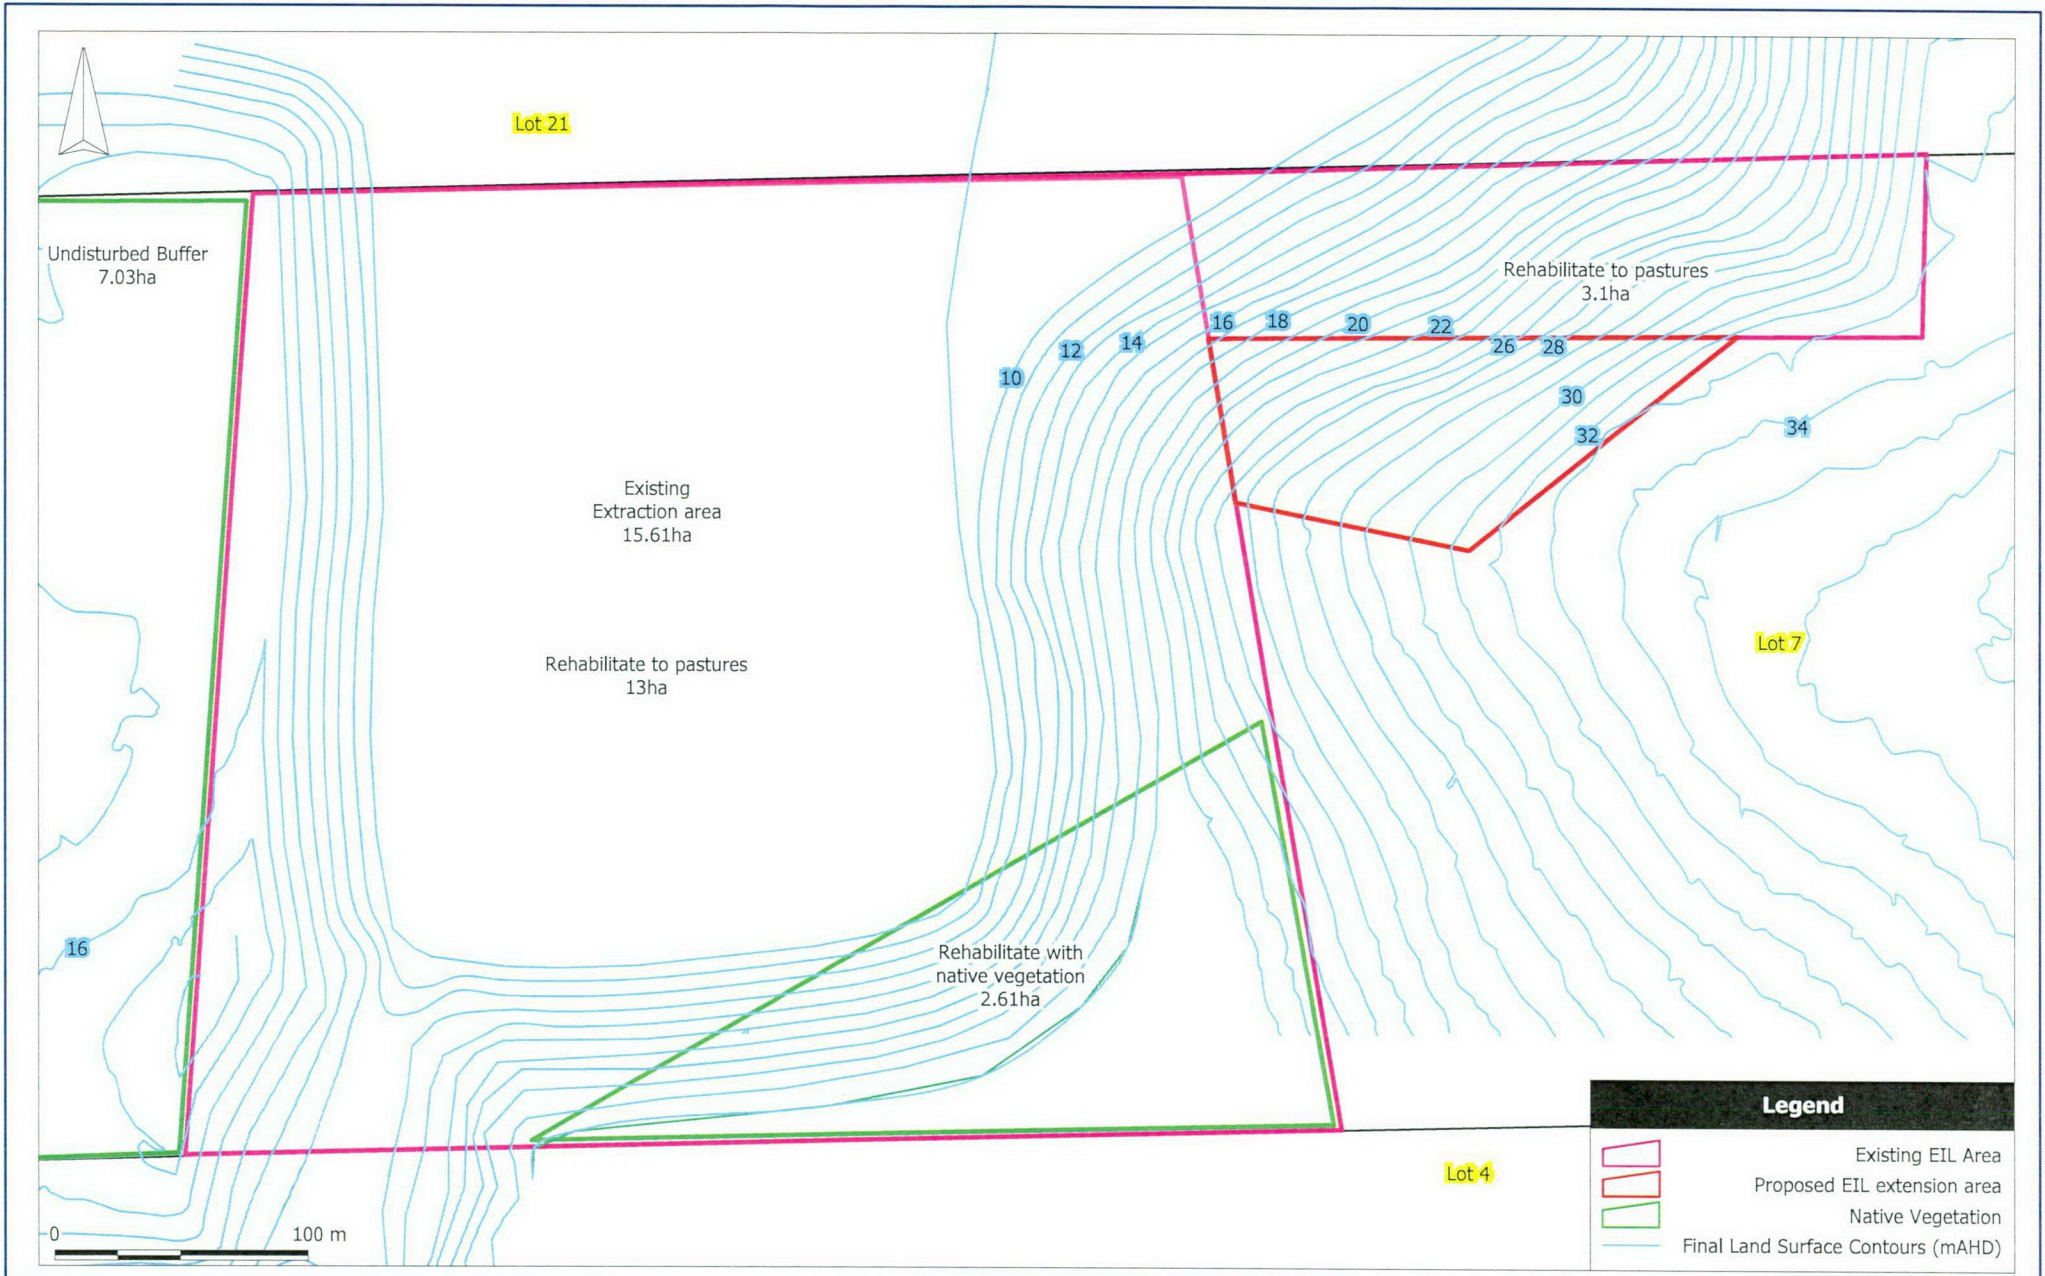 Lot 21
Undisturbed Buffer
7.03ha
Rehabilitate to pastures
3.1ha
16
18
20
22
26
28
14
12
10
30
32
34
Existing
Extraction area
15.61ha
Rehabilitate to pastures
13ha
Lot 7
16
Rehabilitate with
native vegetation
2.61ha
Lot 4
0 100 m
Legend
Existing EIL Area
Proposed EIL extension area
Native Vegetation
Final Land Surface Contours (mAHD)